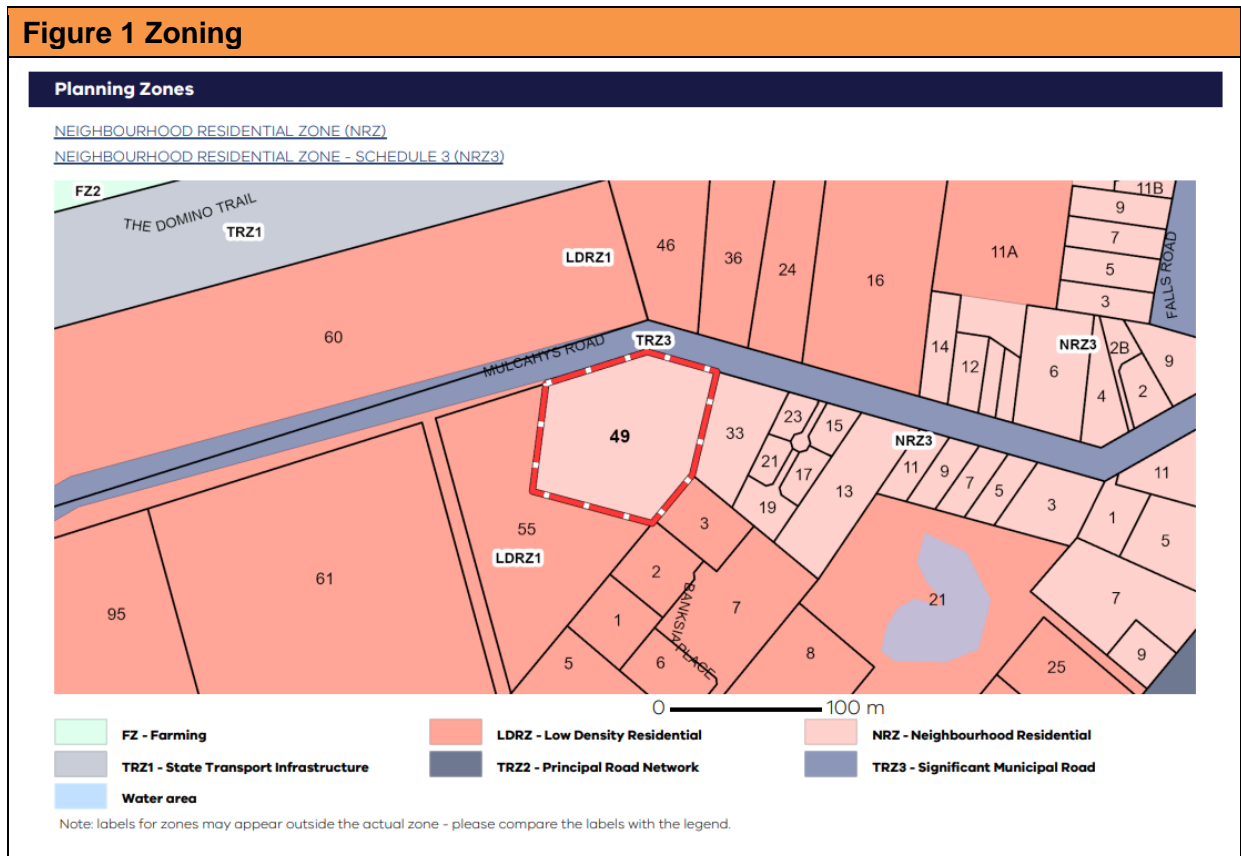 Figure 1 Zoning
Planning Zones
NEIGHBOURHOOD RESIDENTIAL ZONE (NRZ)
NEIGHBOURHOOD RESIDENTIAL ZONE - SCHEDULE 3 (NRZ3)
FZ2
THE DOMINO TRAIL
TRZ1
LDRZ1
46
36
24
16
11A
11B
9
7
5
3
FALLS ROAD
60
MULCAHYS ROAD
TRZ3
14
12
6
NRZ3
4
2B
2
9
49
33
23
15
21
17
19
13
NRZ3
11
9
7
5
3
1
11
5
55
LDRZ1
3
2
1
BANKSIA PLACE
7
5
6
8
21
7
9
25
61
95
0 100 m
FZ - Farming
LDRZ - Low Density Residential
NRZ - Neighbourhood Residential
TRZ1 - State Transport Infrastructure
TRZ2 - Principal Road Network
TRZ3 - Significant Municipal Road
Water area
Note: labels for zones may appear outside the actual zone - please compare the labels with the legend.